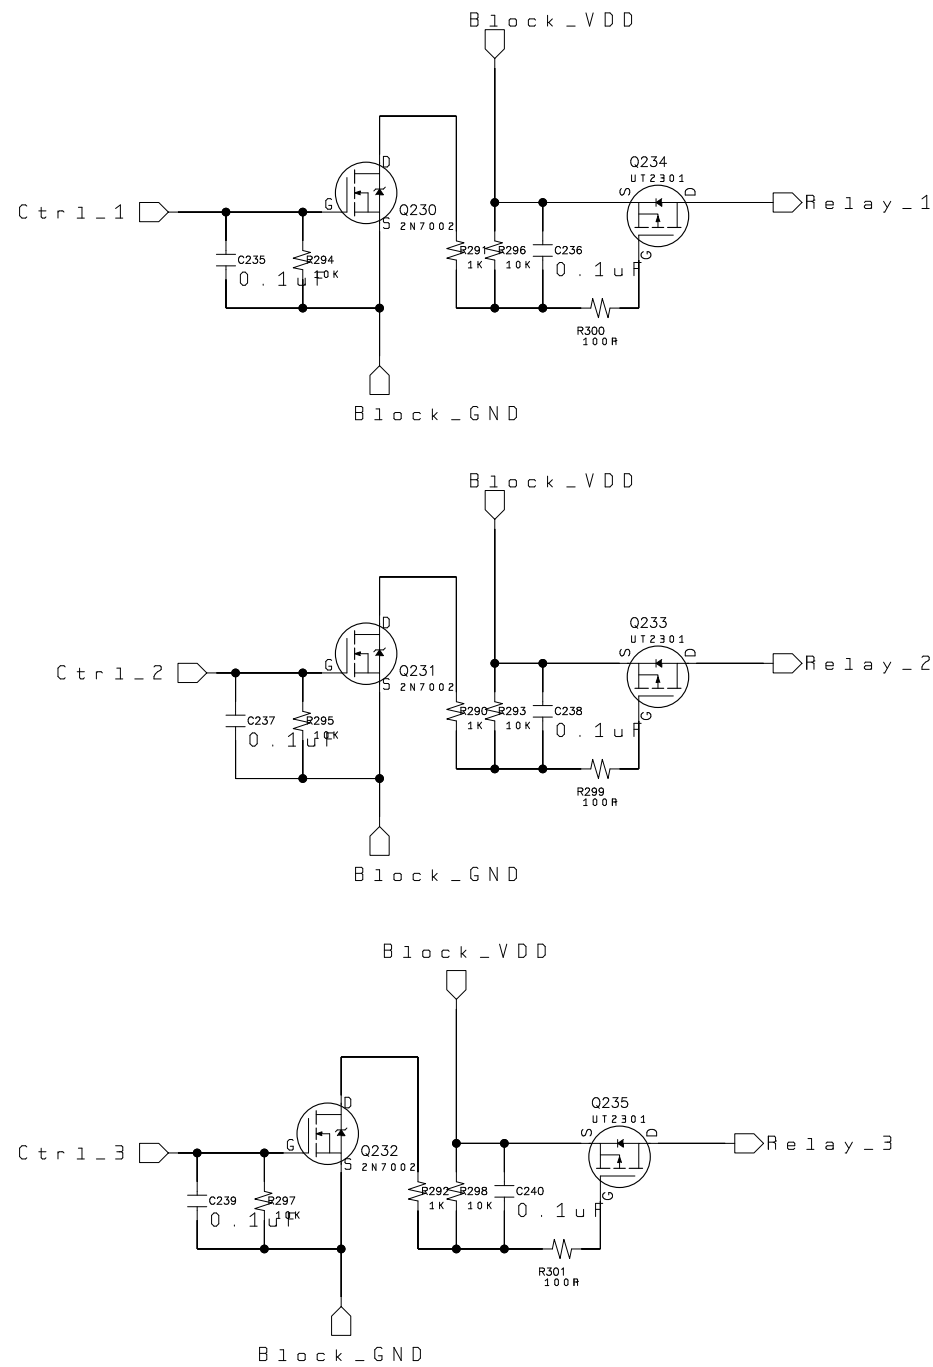 Block_VDD
Q234
UT2301
D
S
D
Ctrl_1
G
Q230
2N7002
S
Relay_1
C235
0.1uF
R294
10K
R291
1K
R296
10K
C236
0.1uF
G
R300
100R
Block_GND
Block_VDD
Q233
UT2301
D
S
D
Ctrl_2
G
Q231
2N7002
S
Relay_2
C237
0.1uF
R295
10K
R290
1K
R293
10K
C238
0.1uF
G
R299
100R
Block_GND
Block_VDD
Q235
UT2301
D
S
D
Ctrl_3
G
Q232
2N7002
S
Relay_3
C239
0.1uF
R297
10K
R292
1K
R298
10K
C240
0.1uF
G
R301
100R
Block_GND